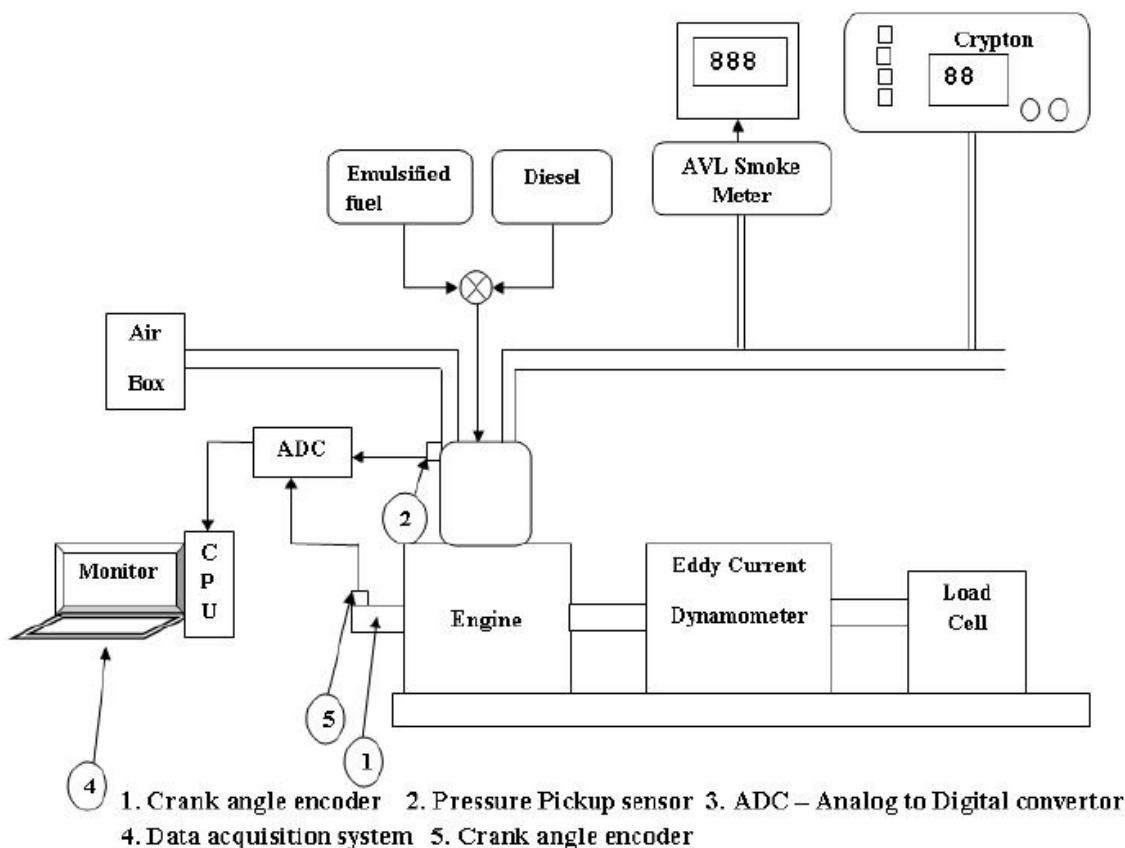 888
Crypton
88
Emulsified
fuel
Diesel
AVL Smoke
Meter
Air
Box
ADC
2
Monitor
C
P
U
Engine
Eddy Current
Dynamometer
Load
Cell
5
1
4
1. Crank angle encoder 2. Pressure Pickup sensor 3. ADC – Analog to Digital convertor
4. Data acquisition system 5. Crank angle encoder